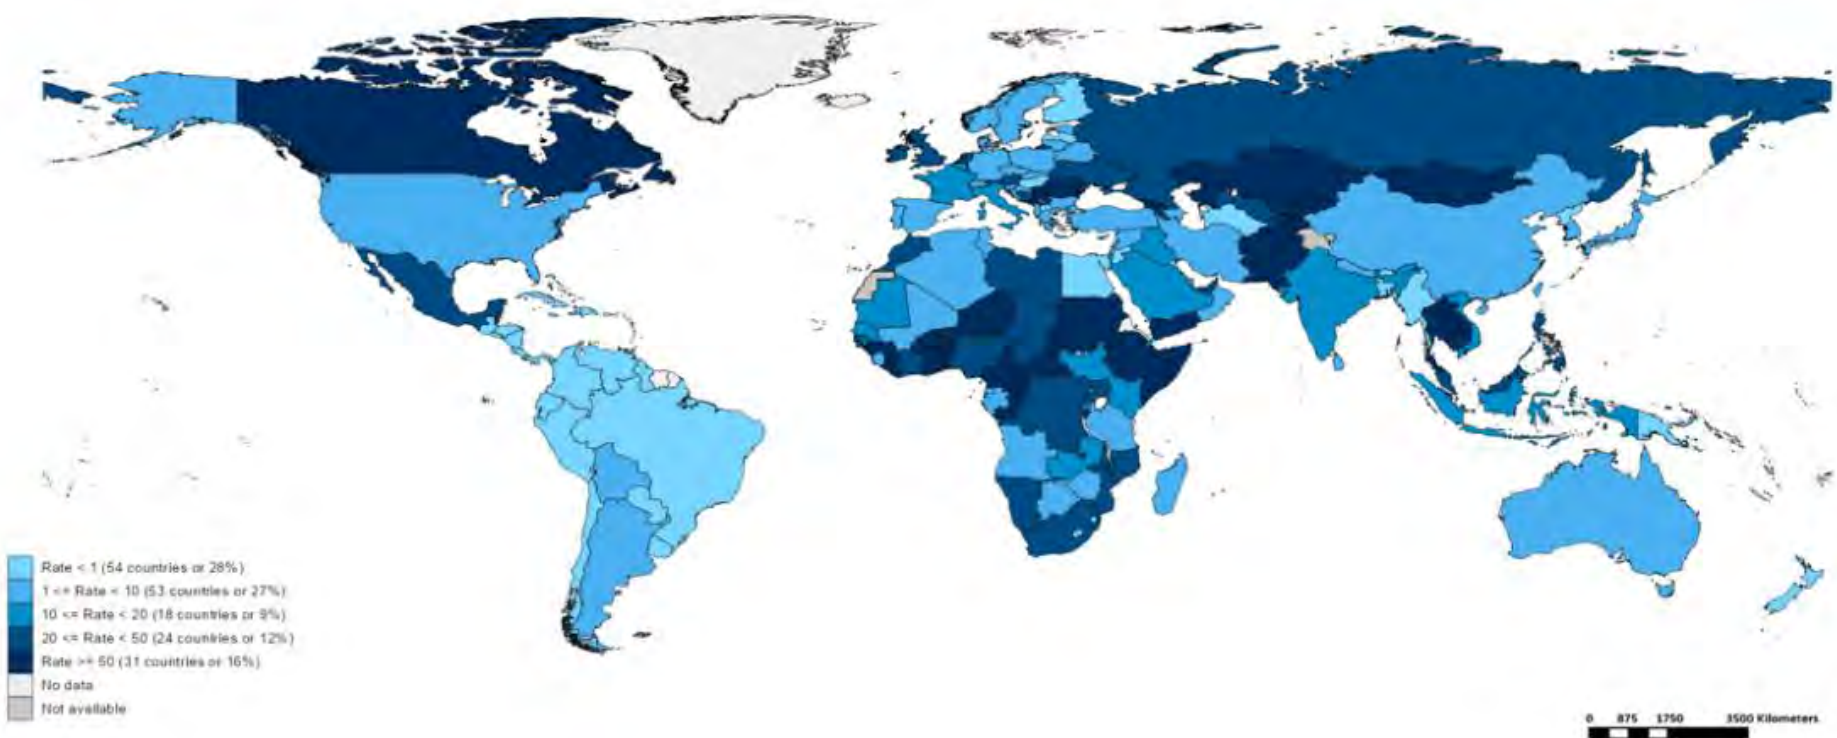 Rate < 1 (54 countries or 28%)
1 <= Rate < 10 (53 countries or 27%)
10 <= Rate < 20 (18 countries or 9%)
20 <= Rate < 50 (24 countries or 12%)
Rate >= 50 (31 countries or 16%)
No data
Not available
0 875 1750 3500 Kilometers